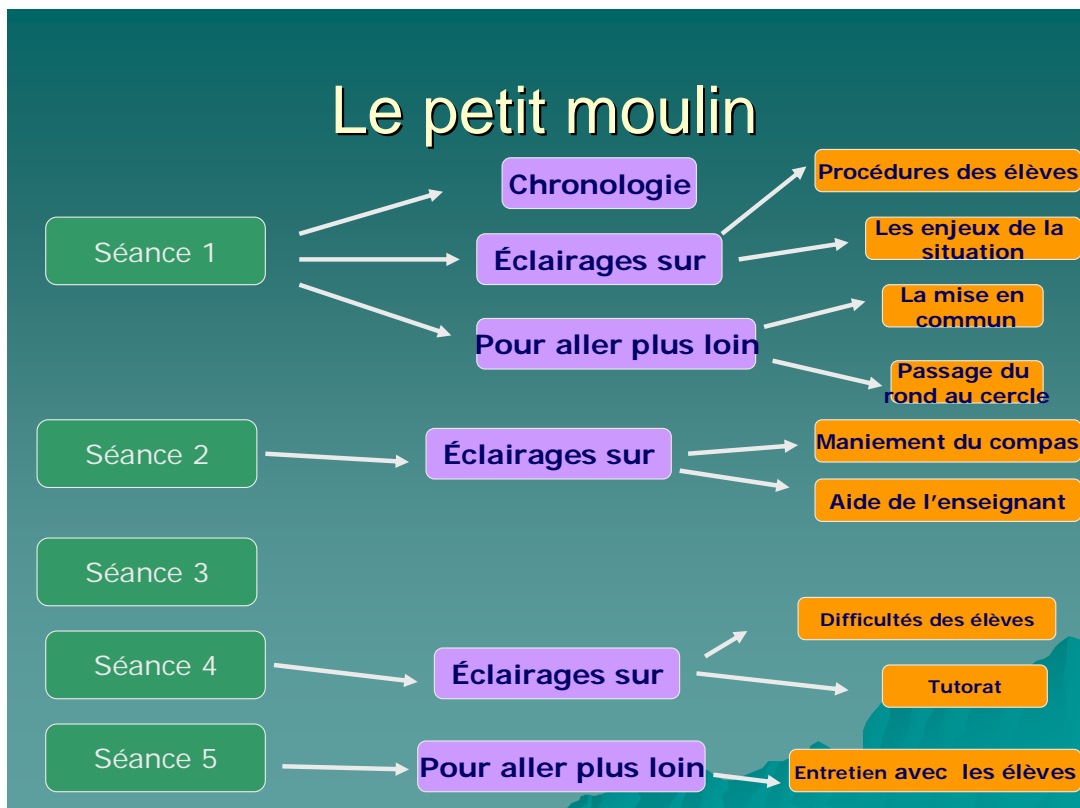 Le petit moulin
Séance 1
Chronologie
Éclairages sur
Procédures des élèves
Les enjeux de la
situation
Pour aller plus loin
La mise en
commun
Passage du
rond au cercle
Séance 2
Éclairages sur
Maniement du compas
Aide de l'enseignant
Séance 3
Séance 4
Éclairages sur
Difficultés des élèves
Tutorat
Séance 5
Pour aller plus loin
Entretien avec les élèves